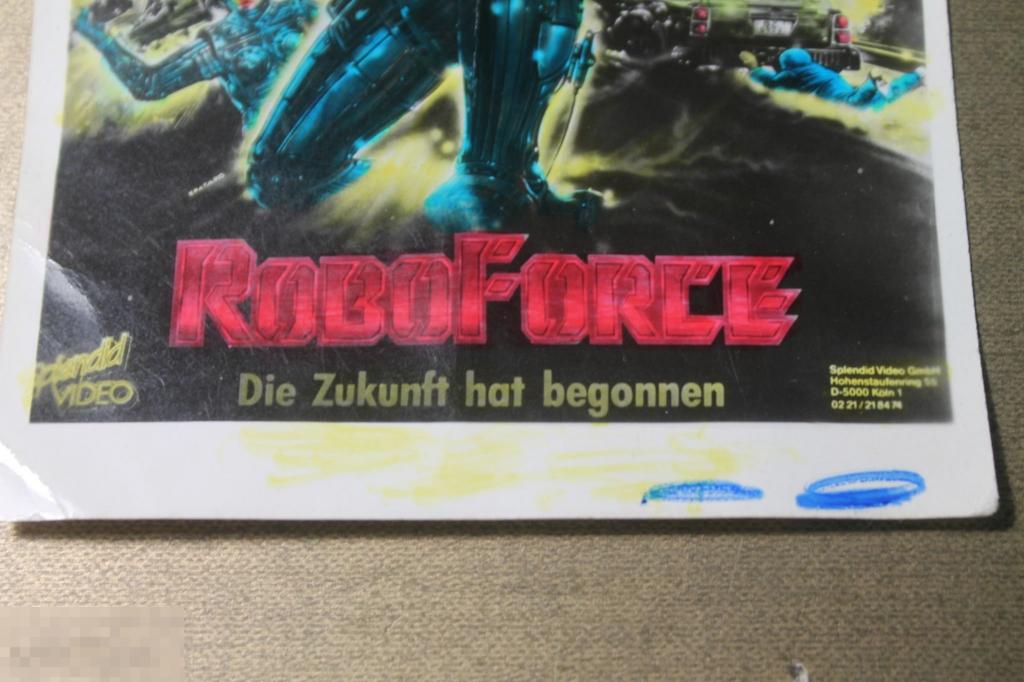 ROBOFORCE
Splendid
VIDEO
Die Zukunft hat begonnen
Splendid Video GmbH
Hohenstaufenring 55
D-5000 Köln 1
02 21 / 21 84 74